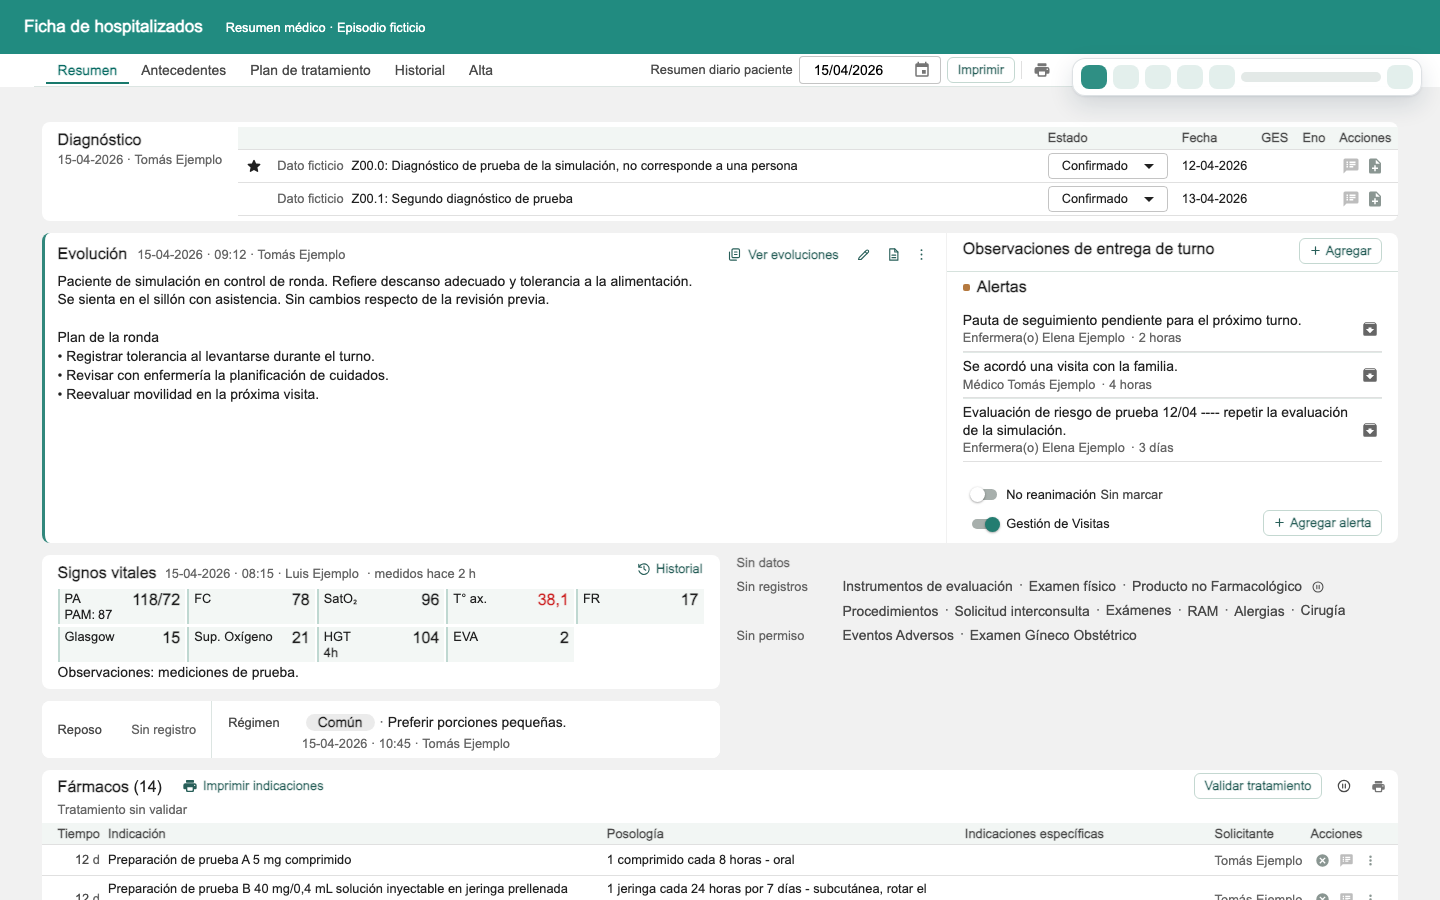 Ficha de hospitalizados Resumen médico · Episodio ficticio
Resumen Antecedentes Plan de tratamiento Historial Alta Resumen diario paciente 15/04/2026 Imprimir
Diagnóstico
15-04-2026 · Tomás Ejemplo
Estado Fecha GES Eno Acciones
Dato ficticio Z00.0: Diagnóstico de prueba de la simulación, no corresponde a una persona Confirmado 12-04-2026
Dato ficticio Z00.1: Segundo diagnóstico de prueba Confirmado 13-04-2026
Evolución 15-04-2026 · 09:12 · Tomás Ejemplo Ver evoluciones
Paciente de simulación en control de ronda. Refiere descanso adecuado y tolerancia a la alimentación.
Se sienta en el sillón con asistencia. Sin cambios respecto de la revisión previa.
Plan de la ronda
• Registrar tolerancia al levantarse durante el turno.
• Revisar con enfermería la planificación de cuidados.
• Reevaluar movilidad en la próxima visita.
Observaciones de entrega de turno + Agregar
Alertas
Pauta de seguimiento pendiente para el próximo turno.
Enfermera(o) Elena Ejemplo · 2 horas
Se acordó una visita con la familia.
Médico Tomás Ejemplo · 4 horas
Evaluación de riesgo de prueba 12/04 ---- repetir la evaluación
de la simulación.
Enfermera(o) Elena Ejemplo · 3 días
No reanimación Sin marcar
Gestión de Visitas + Agregar alerta
Signos vitales 15-04-2026 · 08:15 · Luis Ejemplo · medidos hace 2 h Historial
PA 118/72 FC 78 SatO₂ 96 T° ax. 38,1 FR 17
PAM: 87
Glasgow 15 Sup. Oxígeno 21 HGT 104 EVA 2
4h
Observaciones: mediciones de prueba.
Sin datos
Sin registros Instrumentos de evaluación · Examen físico · Producto no Farmacológico
Procedimientos · Solicitud interconsulta · Exámenes · RAM · Alergias · Cirugía
Sin permiso Eventos Adversos · Examen Gíneco Obstétrico
Reposo Sin registro Régimen Común · Preferir porciones pequeñas.
15-04-2026 · 10:45 · Tomás Ejemplo
Fármacos (14) Imprimir indicaciones Validar tratamiento
Tratamiento sin validar
Tiempo Indicación Posología Indicaciones específicas Solicitante Acciones
12 d Preparación de prueba A 5 mg comprimido 1 comprimido cada 8 horas - oral Tomás Ejemplo
Preparación de prueba B 40 mg/0,4 mL solución inyectable en jeringa prellenada 1 jeringa cada 24 horas por 7 días - subcutánea, rotar el
12 d Tomás Ejemplo